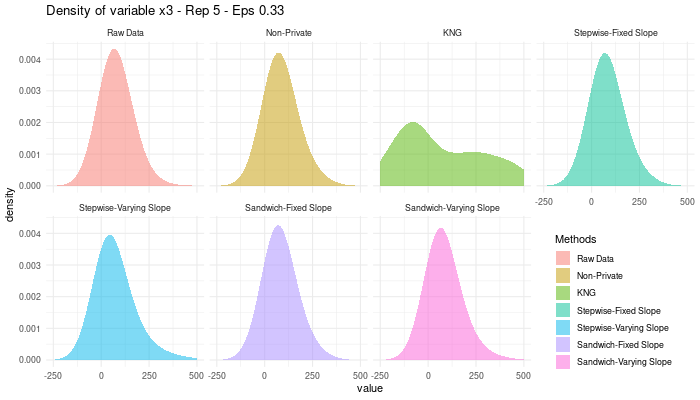 Density of variable x3 - Rep 5 - Eps 0.33
Raw Data
Non-Private
KNG
Stepwise-Fixed Slope
0.004
0.003
0.002
0.001
0.000
-250
0
250
500
density
Stepwise-Varying Slope
Sandwich-Fixed Slope
Sandwich-Varying Slope
0.004
0.003
0.002
0.001
0.000
-250
0
250
500
-250
0
250
500
-250
0
250
500
value
Methods
Raw Data
Non-Private
KNG
Stepwise-Fixed Slope
Stepwise-Varying Slope
Sandwich-Fixed Slope
Sandwich-Varying Slope